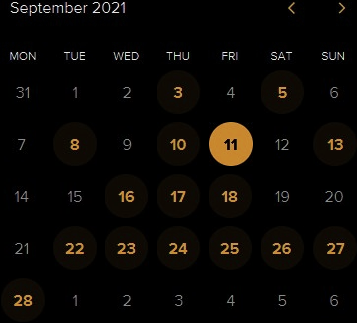 September 2021
MON TUE WED THU FRI SAT SUN
31 1 2 3 4 5 6
7 8 9 10 11 12 13
14 15 16 17 18 19 20
21 22 23 24 25 26 27
28 1 2 3 4 5 6